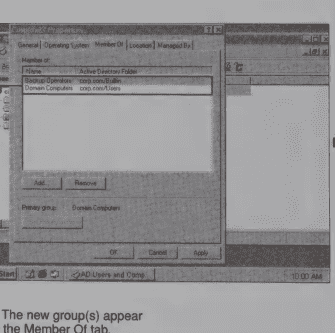 General | Operating System | Member Of | Location | Managed By
Member of:
Name Active Directory Folder
Backup Operators corp.com/Builtin
Domain Computers corp.com/Users
Add... Remove
Primary group: Domain Computers
OK Cancel Apply
Start AD Users and Comp... 10:00 AM
The new group(s) appear
the Member Of tab.